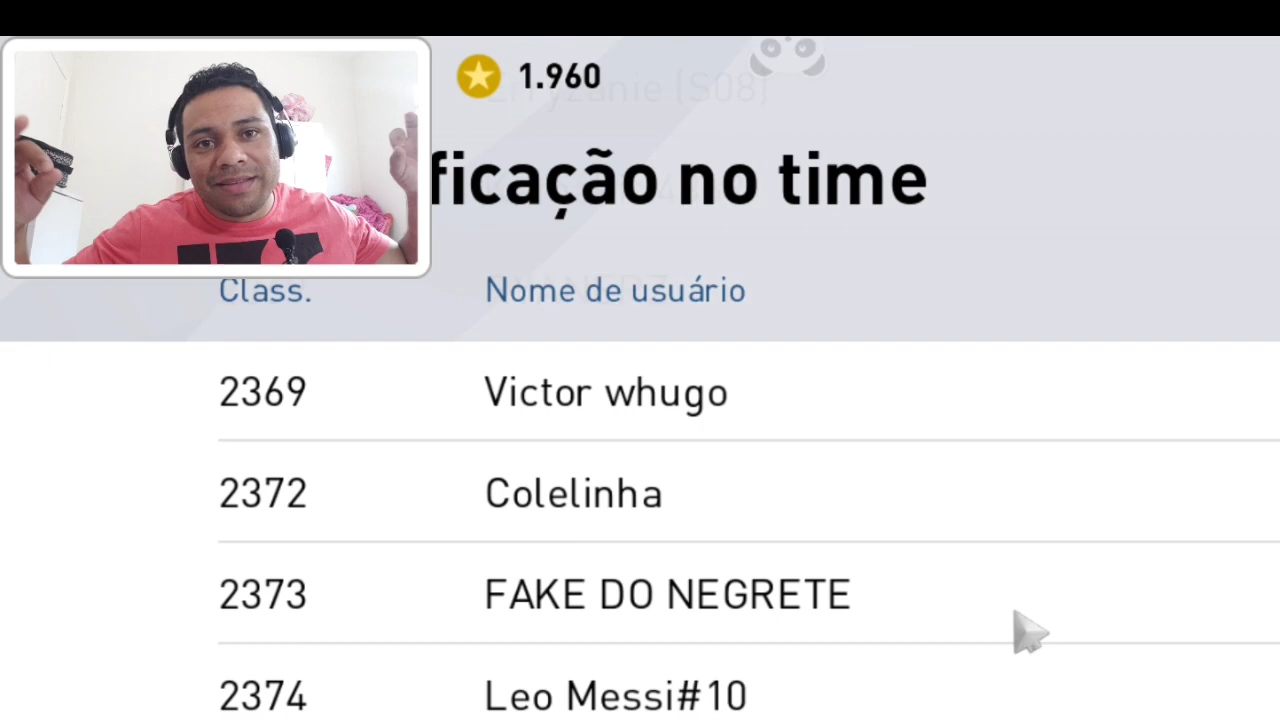 1.960
ficação no time
Class. Nome de usuário
2369 Victor whugo
2372 Colelinha
2373 FAKE DO NEGRETE
2374 Leo Messi#10